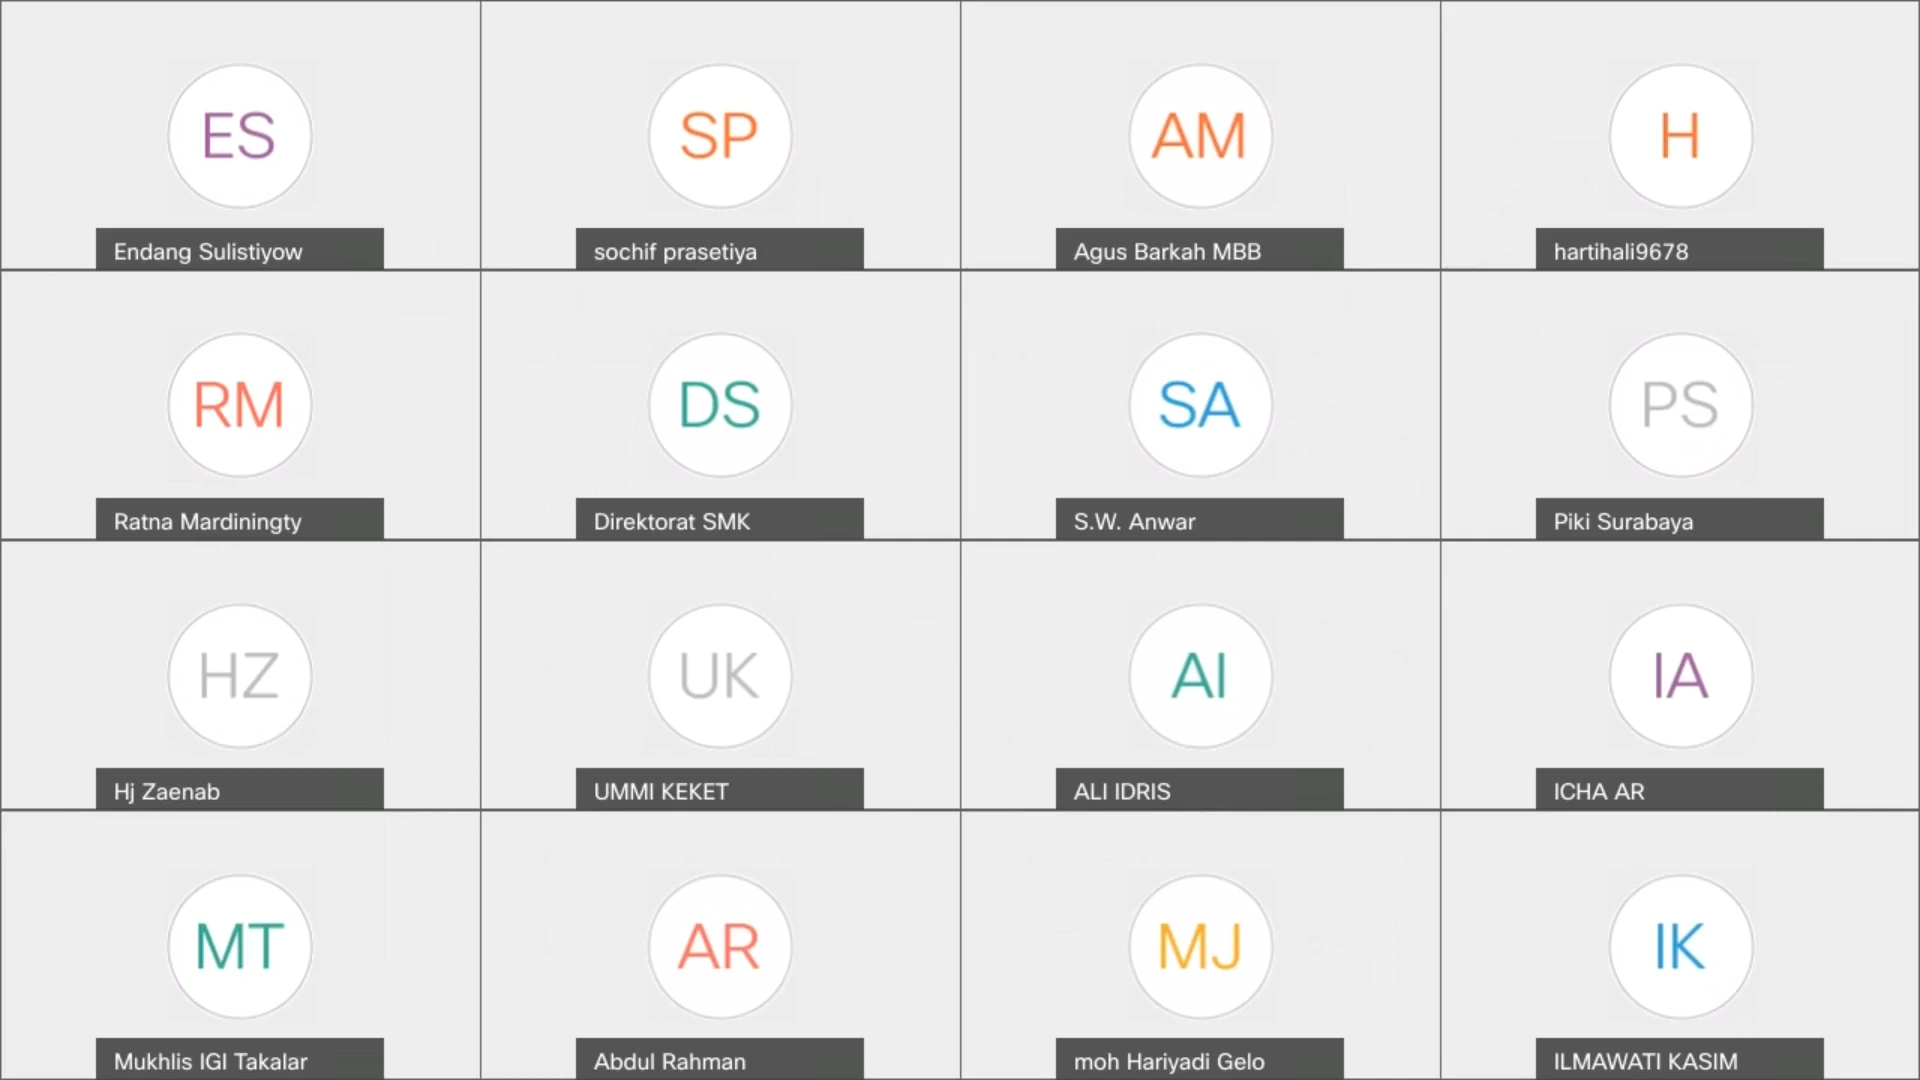 ES
SP
AM
H
Endang Sulistiyow
sochif prasetiya
Agus Barkah MBB
hartihali9678
RM
DS
SA
PS
Ratna Mardiningty
Direktorat SMK
S.W. Anwar
Piki Surabaya
HZ
UK
AI
IA
Hj Zaenab
UMMI KEKET
ALI IDRIS
ICHA AR
MT
AR
MJ
IK
Mukhlis IGI Takalar
Abdul Rahman
moh Hariyadi Gelo
ILMAWATI KASIM